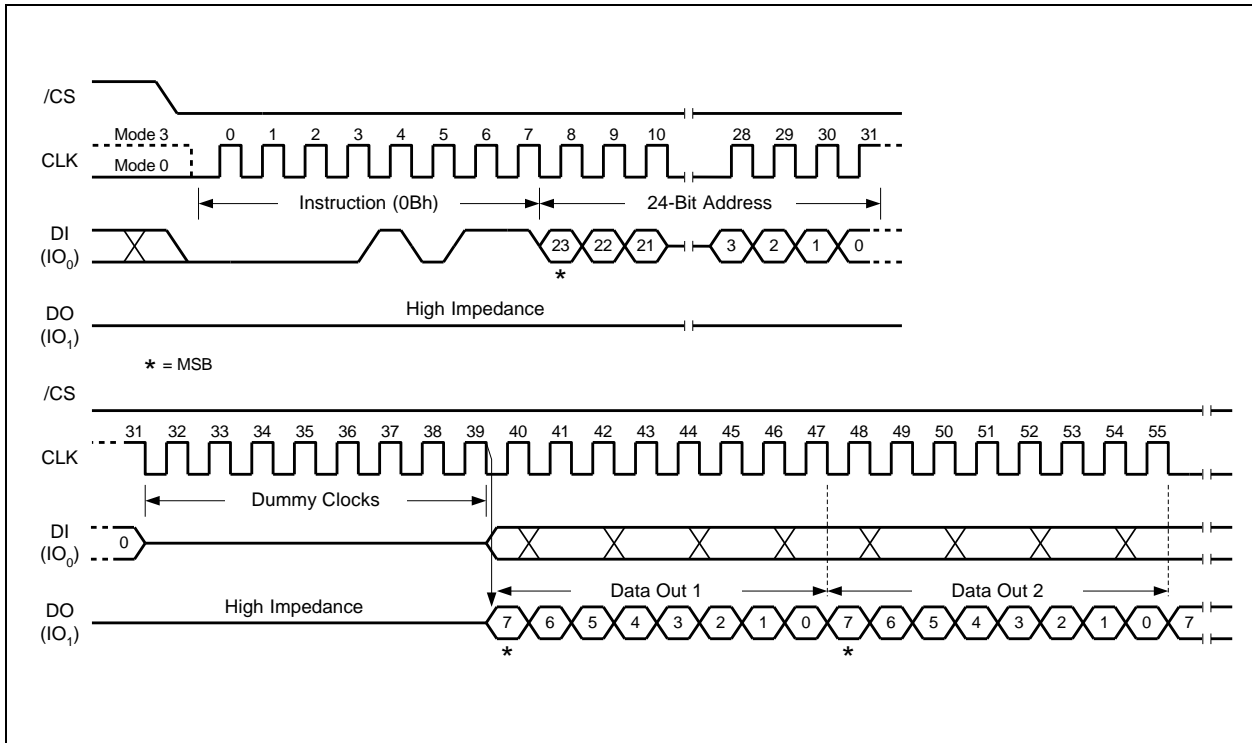 /CS
Mode 3 0 1 2 3 4 5 6 7 8 9 10 28 29 30 31
CLK
Mode 0
Instruction (0Bh) 24-Bit Address
DI
(IO0) 23 22 21 3 2 1 0
*
DO High Impedance
(IO1)
* = MSB
/CS
31 32 33 34 35 36 37 38 39 40 41 42 43 44 45 46 47 48 49 50 51 52 53 54 55
CLK
Dummy Clocks
DI
(IO0) 0
Data Out 1 Data Out 2
DO High Impedance
(IO1) 7 6 5 4 3 2 1 0 7 6 5 4 3 2 1 0 7
* *